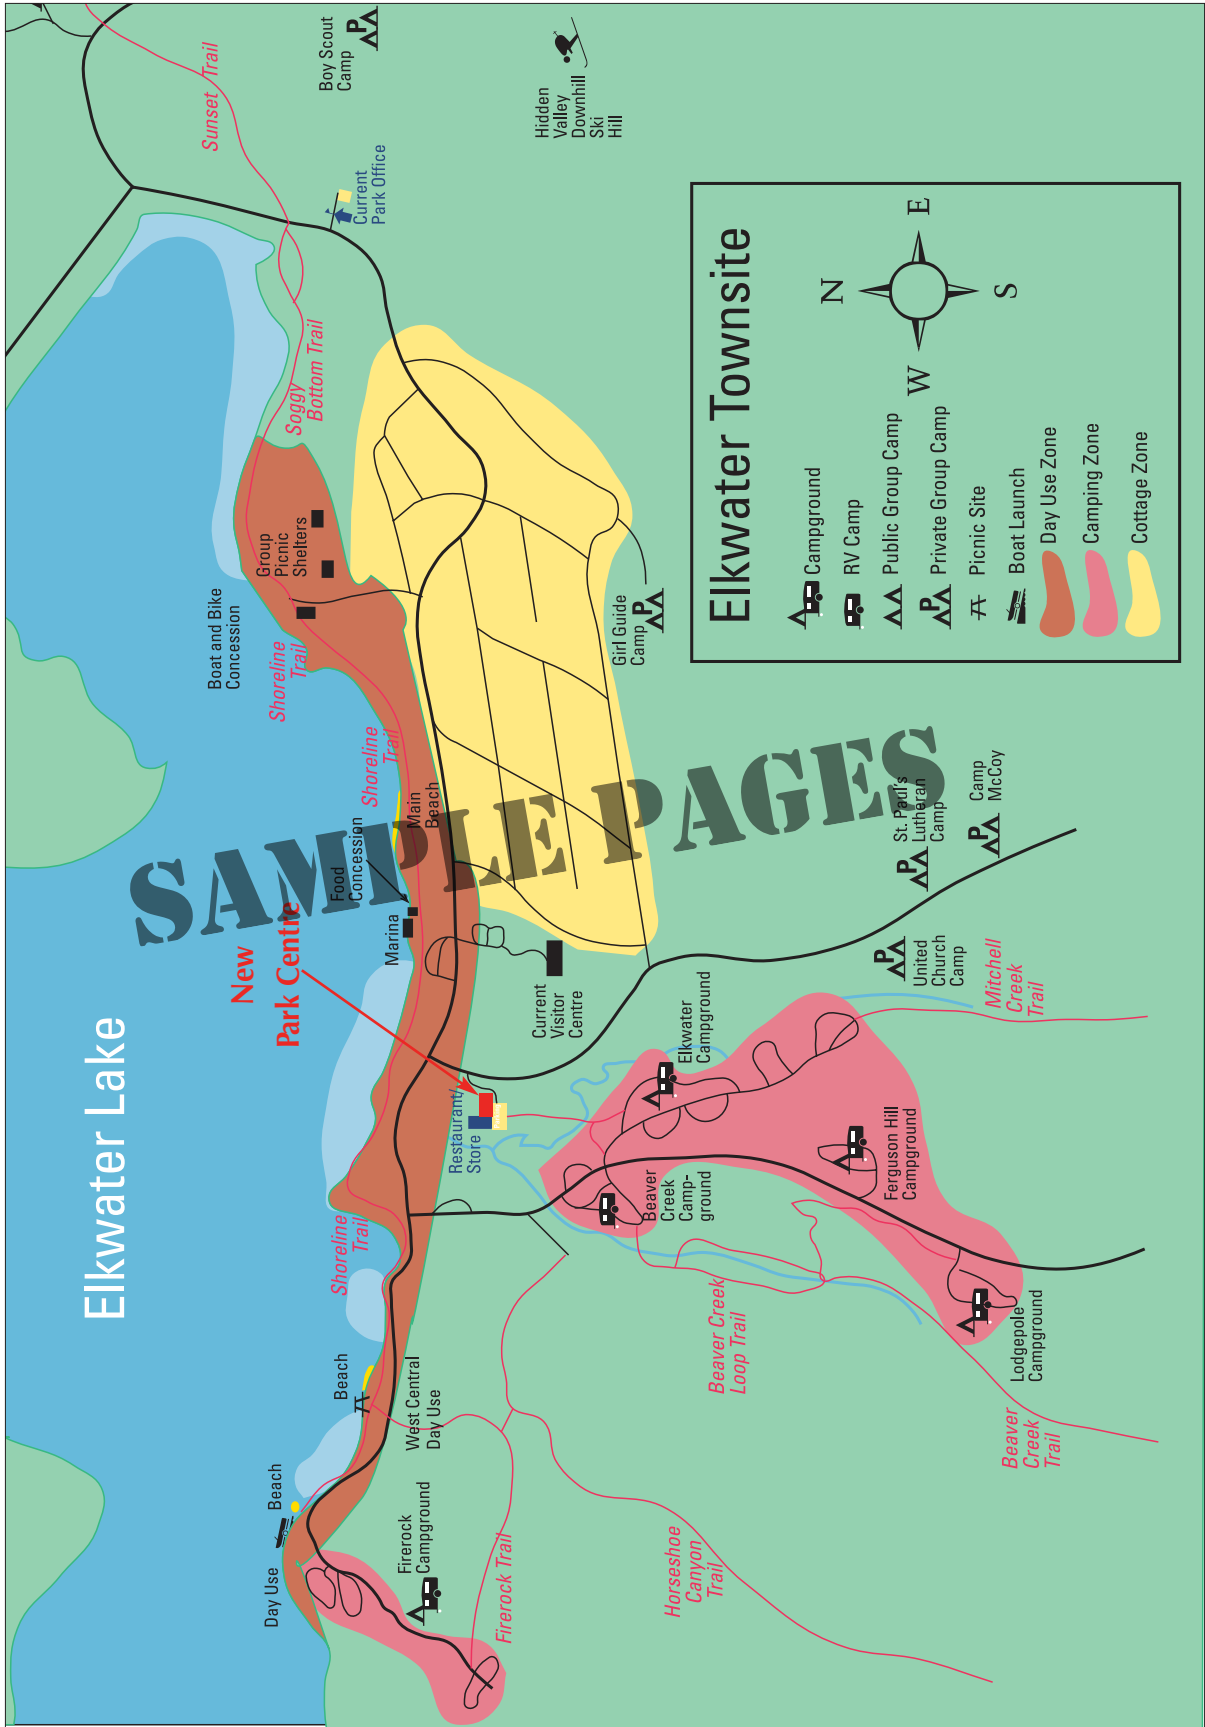 Elkwater Lake
New
Park Centre
SAMPLE PAGES
Day Use
Beach
Beach
Firerock
Campground
West Central
Day Use
Firerock Trail
Horseshoe
Canyon
Trail
Shoreline
Trail
Restaurant/
Store
Marina
Food
Concession
Main
Beach
Shoreline
Trail
Shoreline
Trail
Boat and Bike
Concession
Group
Picnic
Shelters
Soggy
Bottom Trail
Sunset Trail
Current
Park Office
Boy Scout
Camp
P
Hidden
Valley
Downhill
Ski
Hill
Current
Visitor
Centre
Girl Guide
Camp
P
Elkwater
Campground
Beaver
Creek
Camp-
ground
Ferguson Hill
Campground
Lodgepole
Campground
Beaver Creek
Loop Trail
Beaver
Creek
Trail
Mitchell
Creek
Trail
P
United
Church
Camp
P
St. Paul's
Lutheran
Camp
P
Camp
McCoy
Elkwater Townsite
Campground
RV Camp
Public Group Camp
P
Private Group Camp
Picnic Site
Boat Launch
Day Use Zone
Camping Zone
Cottage Zone
N
W
E
S